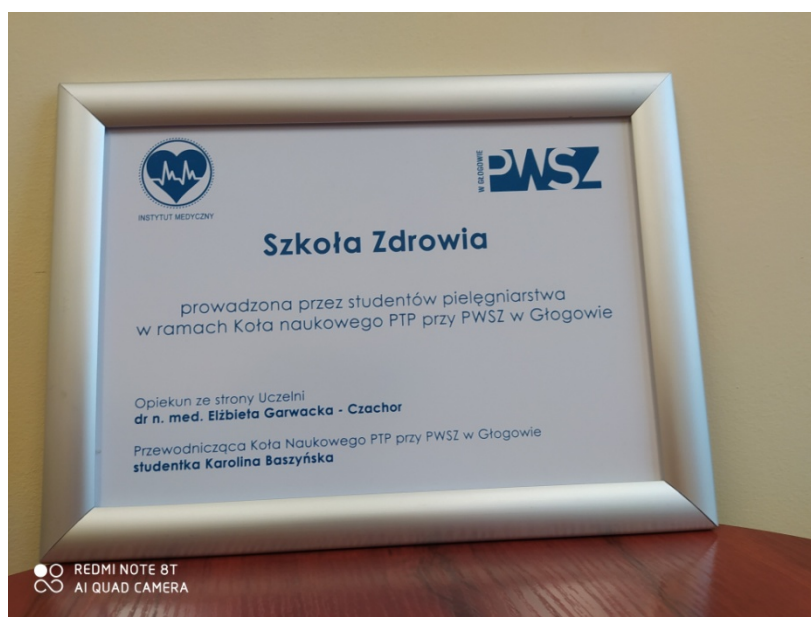 INSTYTUT MEDYCZNY
W GŁOGOWIE
PWSZ
Szkoła Zdrowia
prowadzona przez studentów pielęgniarstwa
w ramach Koła naukowego PTP przy PWSZ w Głogowie
Opiekun ze strony Uczelni
dr n. med. Elżbieta Garwacka - Czachor
Przewodnicząca Koła Naukowego PTP przy PWSZ w Głogowie
studentka Karolina Baszyńska
REDMI NOTE 8T
AI QUAD CAMERA